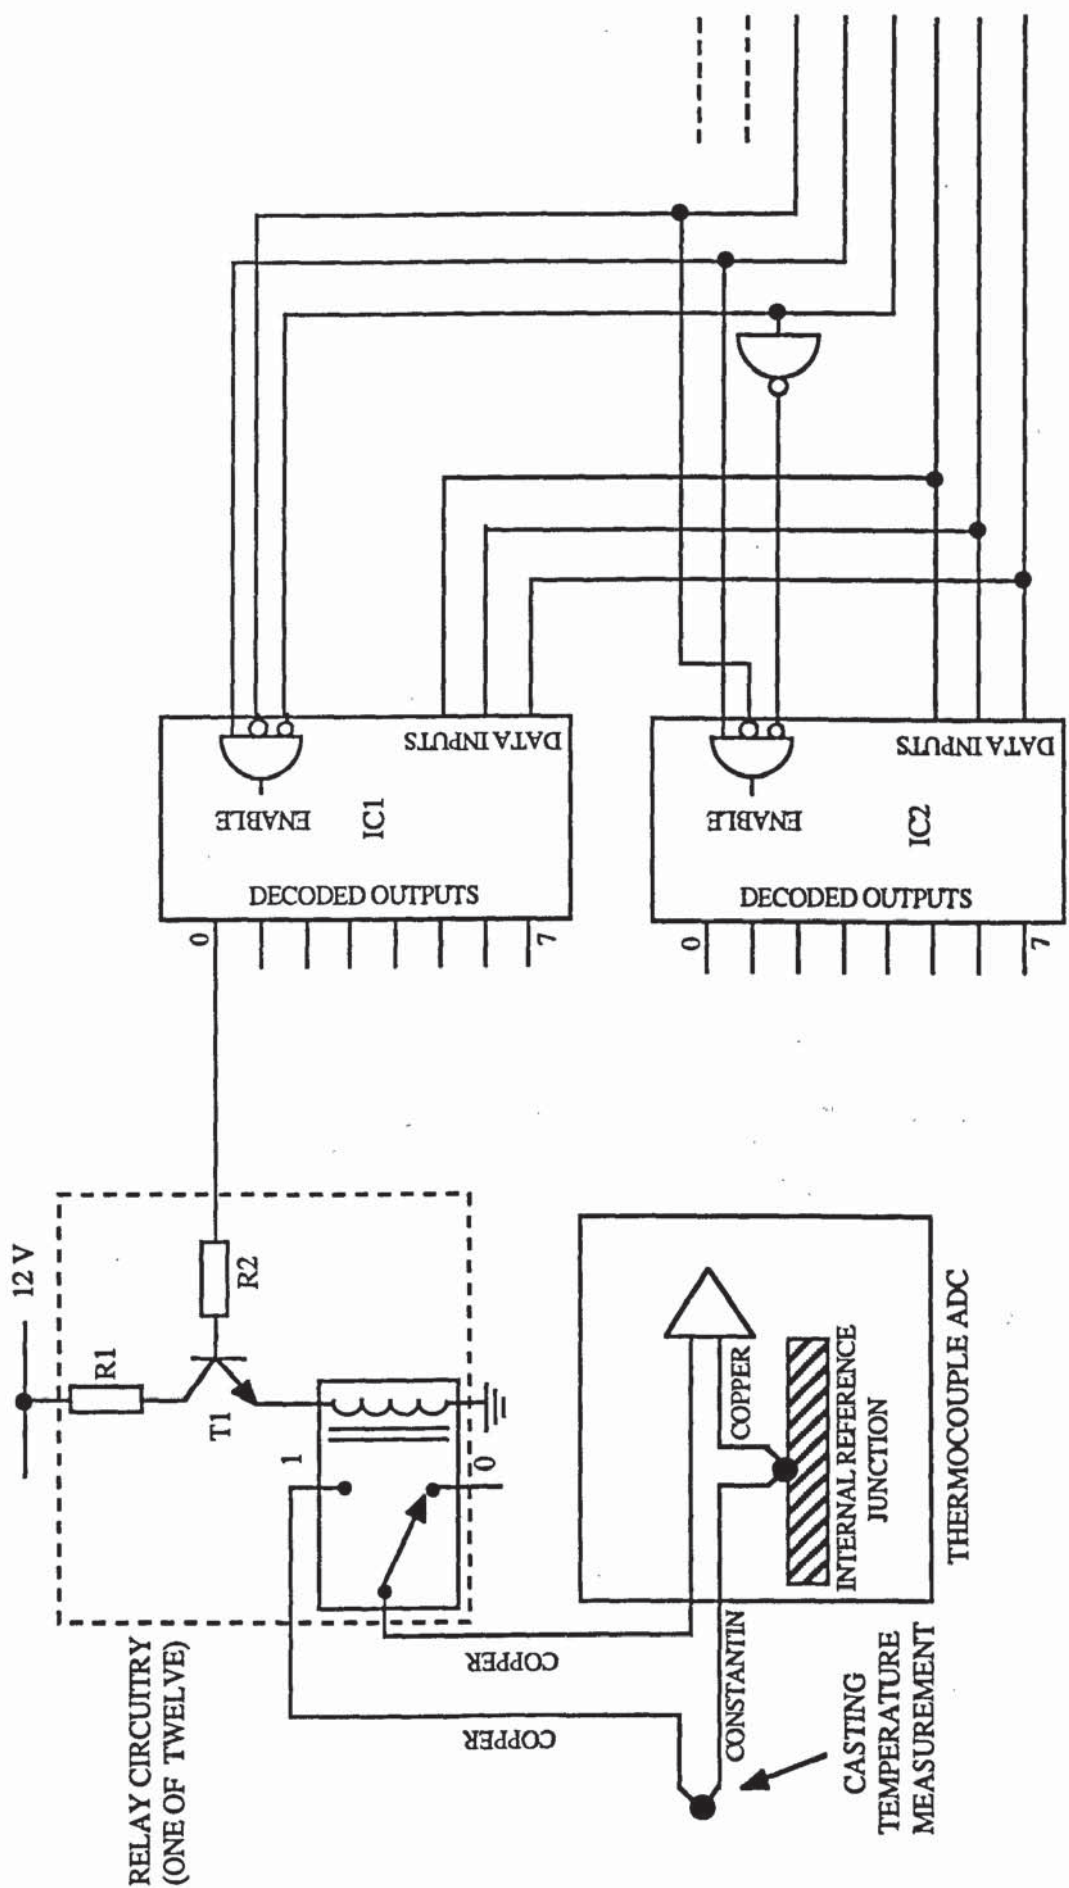 ENABLE
DATA INPUTS
IC1
DECODED OUTPUTS
0
7
ENABLE
DATA INPUTS
IC2
DECODED OUTPUTS
0
7
12 V
R1
R2
T1
1
0
RELAY CIRCUITRY
(ONE OF TWELVE)
COPPER
COPPER
CONSTANTIN
COPPER
INTERNAL REFERENCE
JUNCTION
THERMOCOUPLE ADC
CASTING
TEMPERATURE
MEASUREMENT